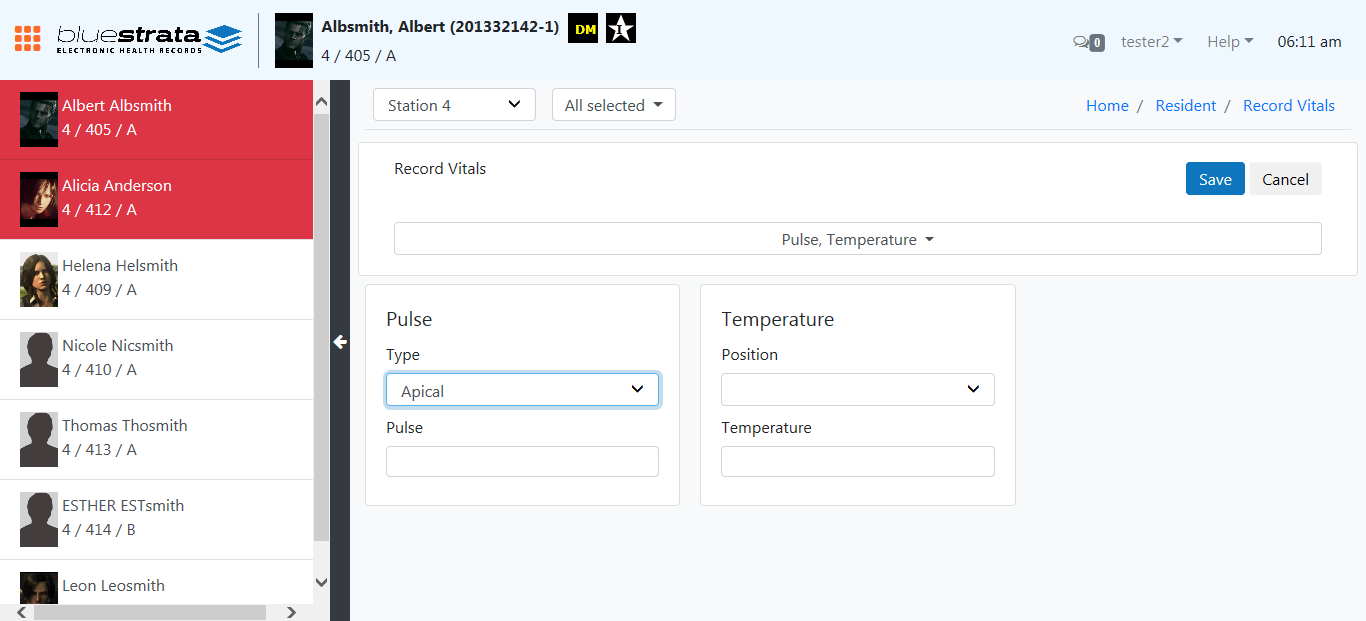 bluestrata
ELECTRONIC HEALTH RECORDS
Albsmith, Albert (201332142-1) DM 1
4 / 405 / A
0 tester2 Help 06:11 am
Albert Albsmith
4 / 405 / A
Alicia Anderson
4 / 412 / A
Helena Helsmith
4 / 409 / A
Nicole Nicsmith
4 / 410 / A
Thomas Thosmith
4 / 413 / A
ESTHER ESTsmith
4 / 414 / B
Leon Leosmith
Station 4 All selected
Home / Resident / Record Vitals
Record Vitals
Save Cancel
Pulse, Temperature
Pulse
Type
Apical
Pulse
Temperature
Position
Temperature